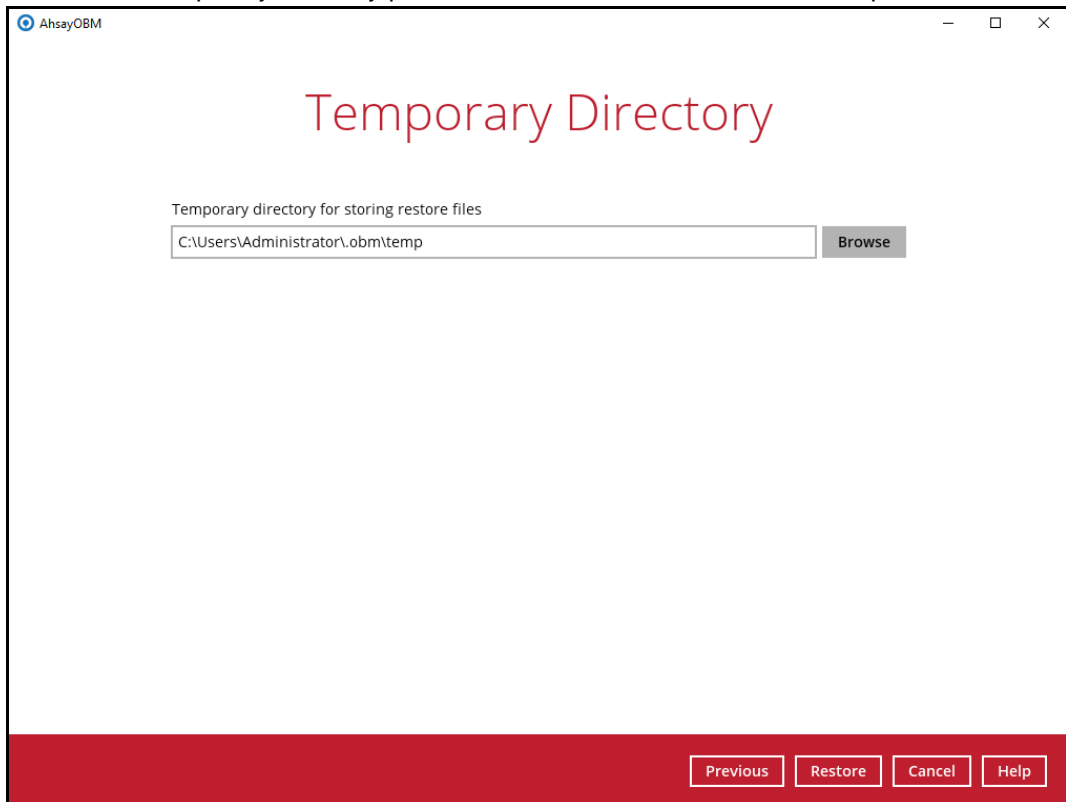 AhsayOBM
Temporary Directory
Temporary directory for storing restore files
C:\Users\Administrator\.obm\temp
Browse
Previous Restore Cancel Help